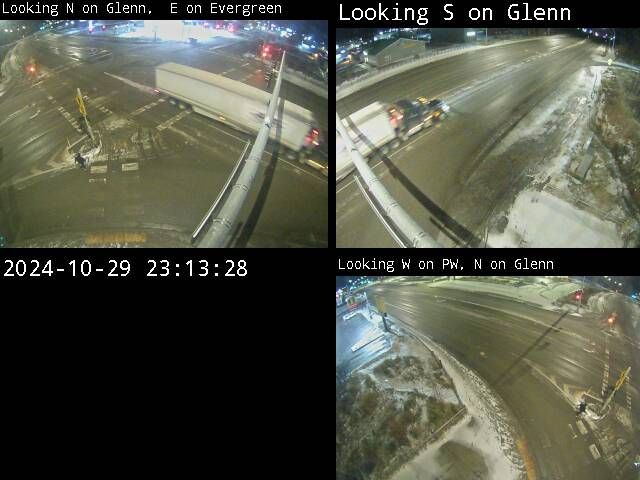 Looking N on Glenn,  E on Evergreen
Looking S on Glenn
2024-10-29 23:13:28
Looking W on PW, N on Glenn